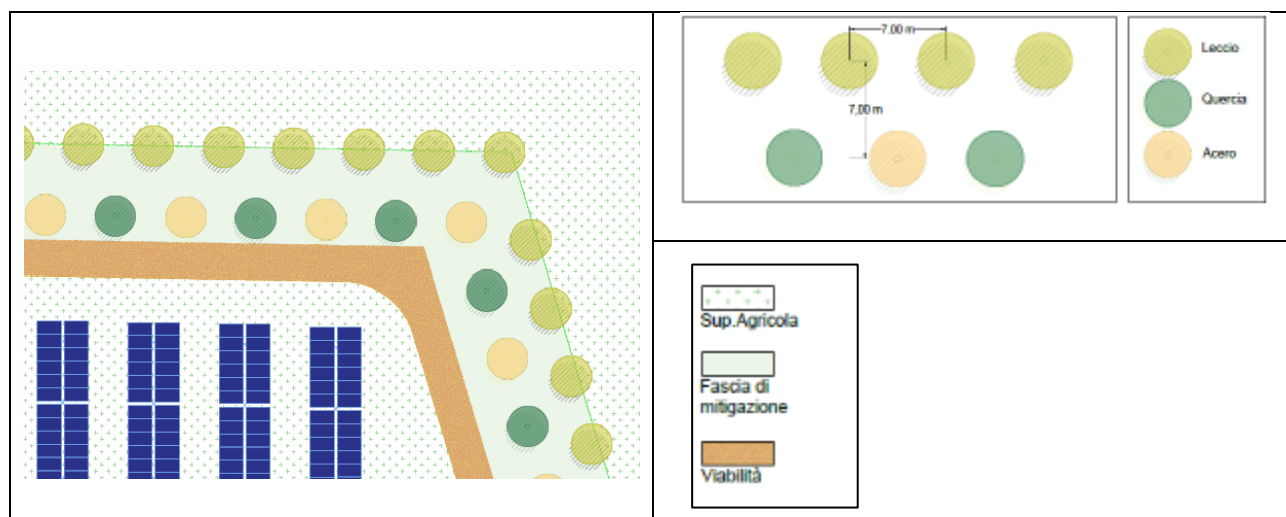 7.00 m
7,00 m
Leccio
Quercia
Acero
Sup.Agricola
Fascia di
mitigazione
Viabilità